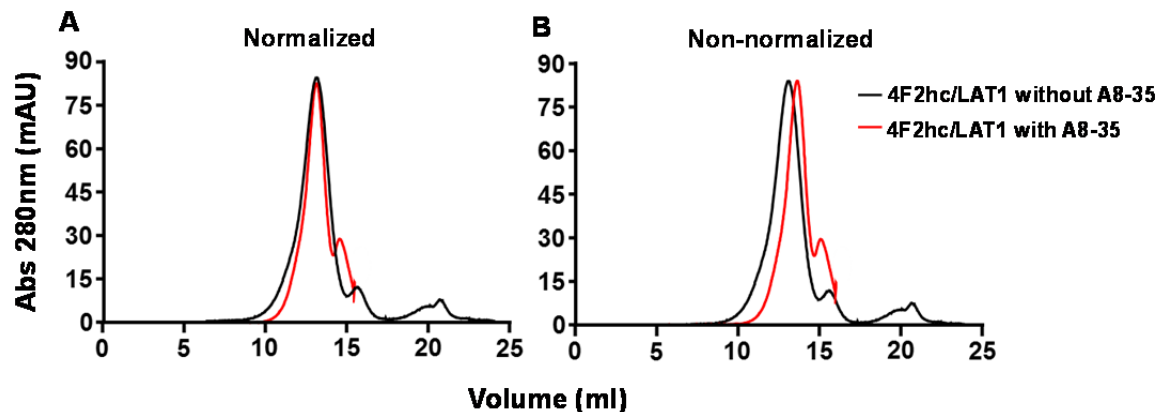 A
B
Normalized
Non-normalized
90
75
60
45
30
15
0
0 5 10 15 20 25
90
75
60
45
30
15
0
0 5 10 15 20 25
4F2hc/LAT1 without A8-35
4F2hc/LAT1 with A8-35
Abs 280nm (mAU)
Volume (ml)